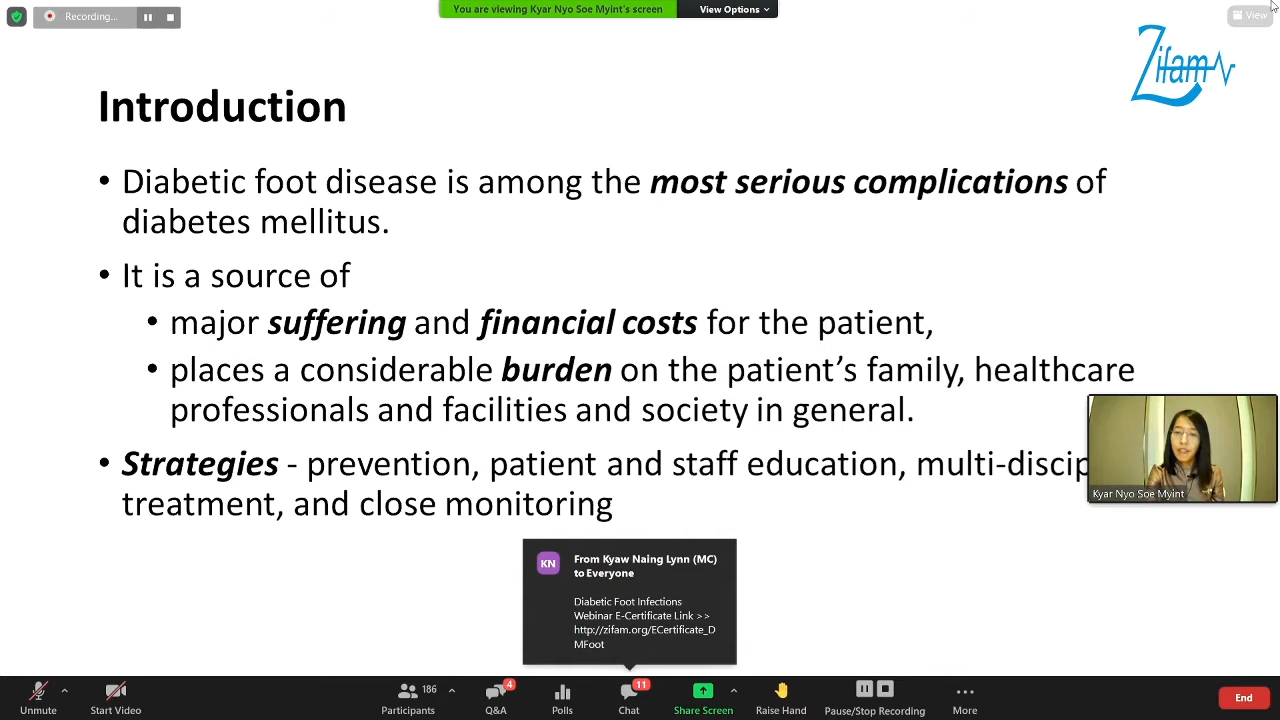 Recording...
You are viewing Kyar Nyo Soe Myint's screen
View Options
View
Zifam
Introduction
• Diabetic foot disease is among the most serious complications of
diabetes mellitus.
• It is a source of
• major suffering and financial costs for the patient,
• places a considerable burden on the patient’s family, healthcare
professionals and facilities and society in general.
• Strategies - prevention, patient and staff education, multi-discip
treatment, and close monitoring
Kyar Nyo Soe Myint
KN
From Kyaw Naing Lynn (MC)
to Everyone
Diabetic Foot Infections
Webinar E-Certificate Link >>
http://zifam.org/ECertificate_D
MFoot
Unmute
Start Video
186
Participants
4
Q&A
Polls
11
Chat
Share Screen
Raise Hand
Pause/Stop Recording
More
End